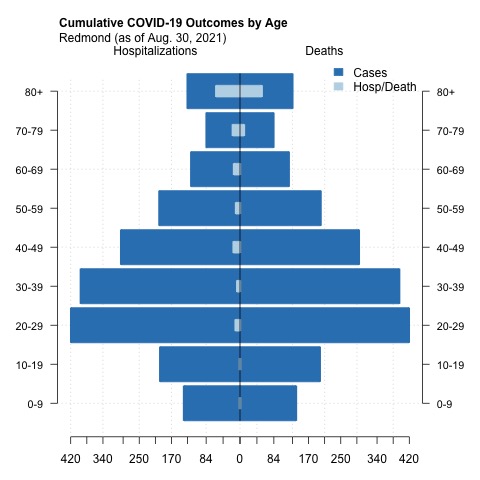 Cumulative COVID-19 Outcomes by Age
Redmond (as of Aug. 30, 2021)
Hospitalizations Deaths
Cases
Hosp/Death
80+ 80+
70-79 70-79
60-69 60-69
50-59 50-59
40-49 40-49
30-39 30-39
20-29 20-29
10-19 10-19
0-9 0-9
420 340 250 170 84 0 84 170 250 340 420